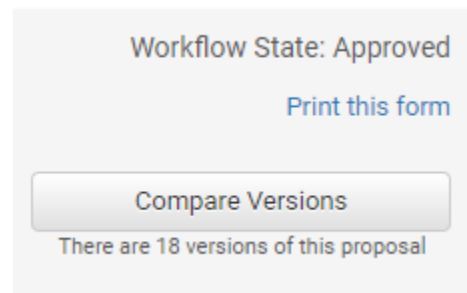 Workflow State: Approved
Print this form
Compare Versions
There are 18 versions of this proposal